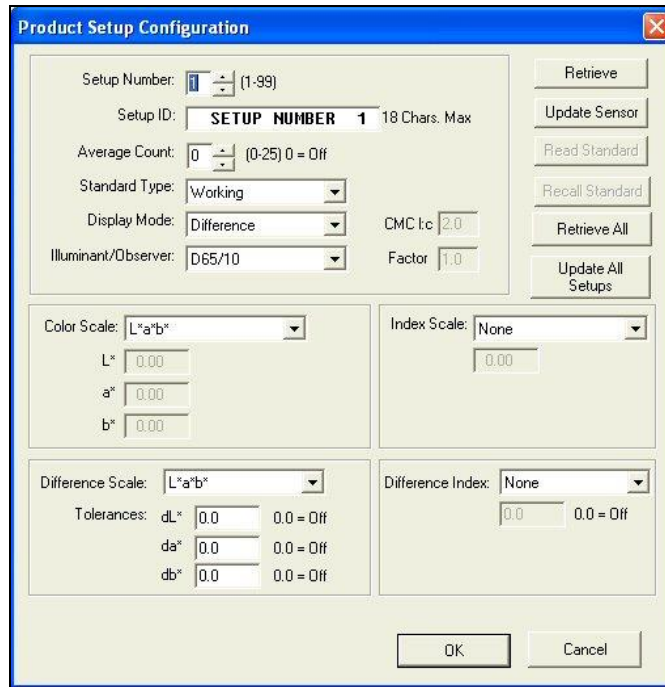 Product Setup Configuration
Setup Number: 1 (1-99)
Retrieve
Setup ID: SETUP NUMBER 1 18 Chars. Max
Update Sensor
Average Count: 0 (0-25) 0 = Off
Read Standard
Standard Type: Working
Recall Standard
Display Mode: Difference CMC l:c 2.0
Retrieve All
Illuminant/Observer: D65/10 Factor 1.0
Update All
Setups
Color Scale: L*a*b*
L* 0.00
a* 0.00
b* 0.00
Index Scale: None
0.00
Difference Scale: L*a*b*
Tolerances: dL* 0.0 0.0 = Off
da* 0.0 0.0 = Off
db* 0.0 0.0 = Off
Difference Index: None
0.0 0.0 = Off
OK
Cancel